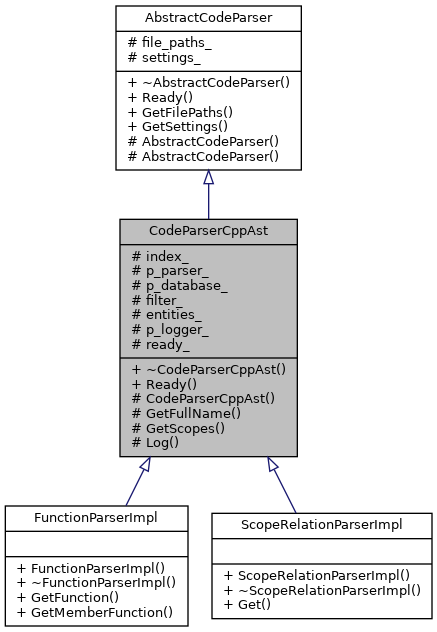 AbstractCodeParser
# file_paths_
# settings_
+ ~AbstractCodeParser()
+ Ready()
+ GetFilePaths()
+ GetSettings()
# AbstractCodeParser()
# AbstractCodeParser()
CodeParserCppAst
# index_
# p_parser_
# p_database_
# filter_
# entities_
# p_logger_
# ready_
+ ~CodeParserCppAst()
+ Ready()
# CodeParserCppAst()
# GetFullName()
# GetScopes()
# Log()
FunctionParserImpl
+ FunctionParserImpl()
+ ~FunctionParserImpl()
+ GetFunction()
+ GetMemberFunction()
ScopeRelationParserImpl
+ ScopeRelationParserImpl()
+ ~ScopeRelationParserImpl()
+ Get()